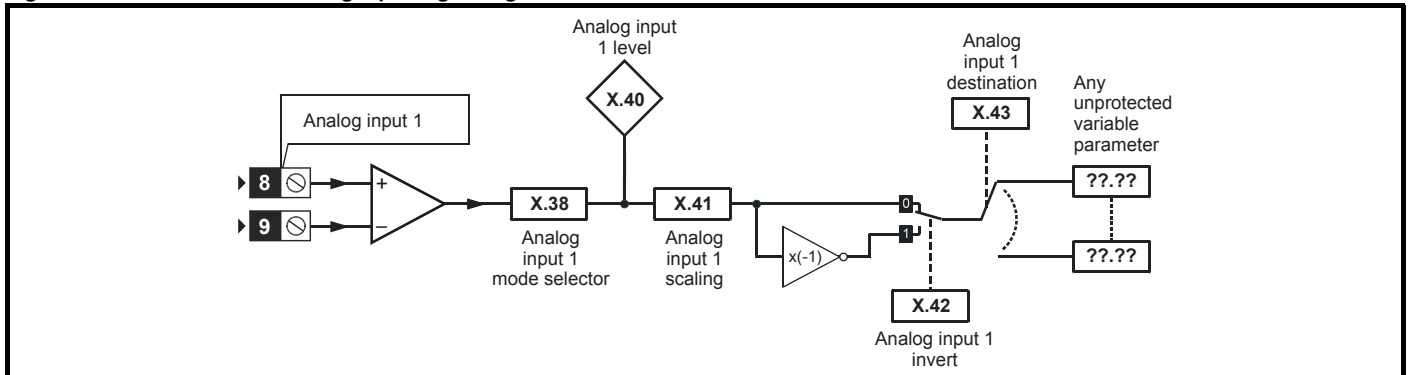 Analog input
1 level
X.40
Analog
input 1
destination
X.43
Any
unprotected
variable
parameter
Analog input 1
8
9
+
–
X.38
Analog
input 1
mode selector
X.41
Analog
input 1
scaling
x(-1)
0
1
X.42
Analog input 1
invert
??.??
??.??